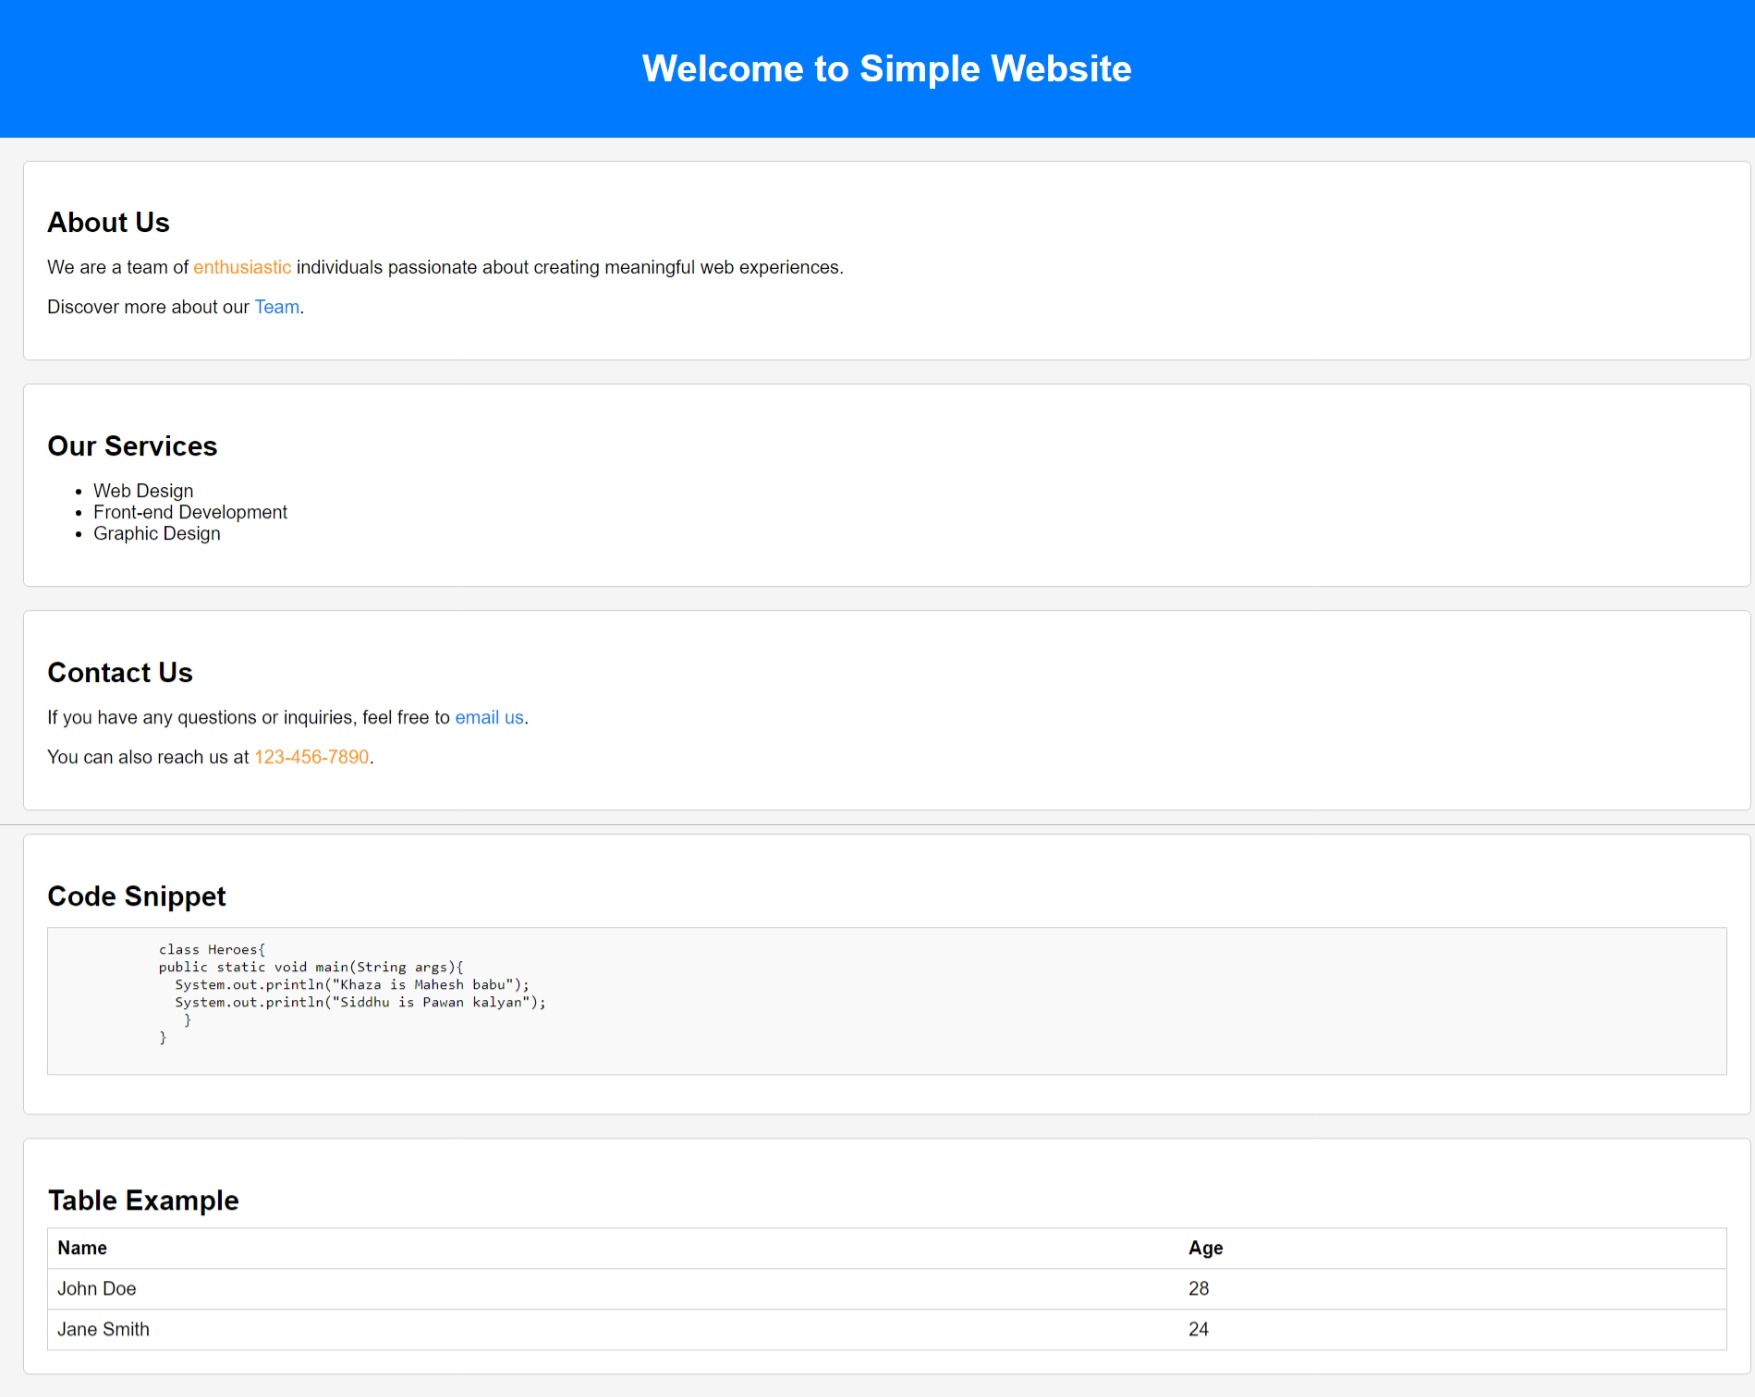 Welcome to Simple Website
About Us
We are a team of enthusiastic individuals passionate about creating meaningful web experiences.
Discover more about our Team.
Our Services
• Web Design
• Front-end Development
• Graphic Design
Contact Us
If you have any questions or inquiries, feel free to email us.
You can also reach us at 123-456-7890.
Code Snippet
class Heroes{
public static void main(String args){
System.out.println("Khaza is Mahesh babu");
System.out.println("Siddhu is Pawan kalyan");
}
}
Table Example
Name Age
John Doe 28
Jane Smith 24